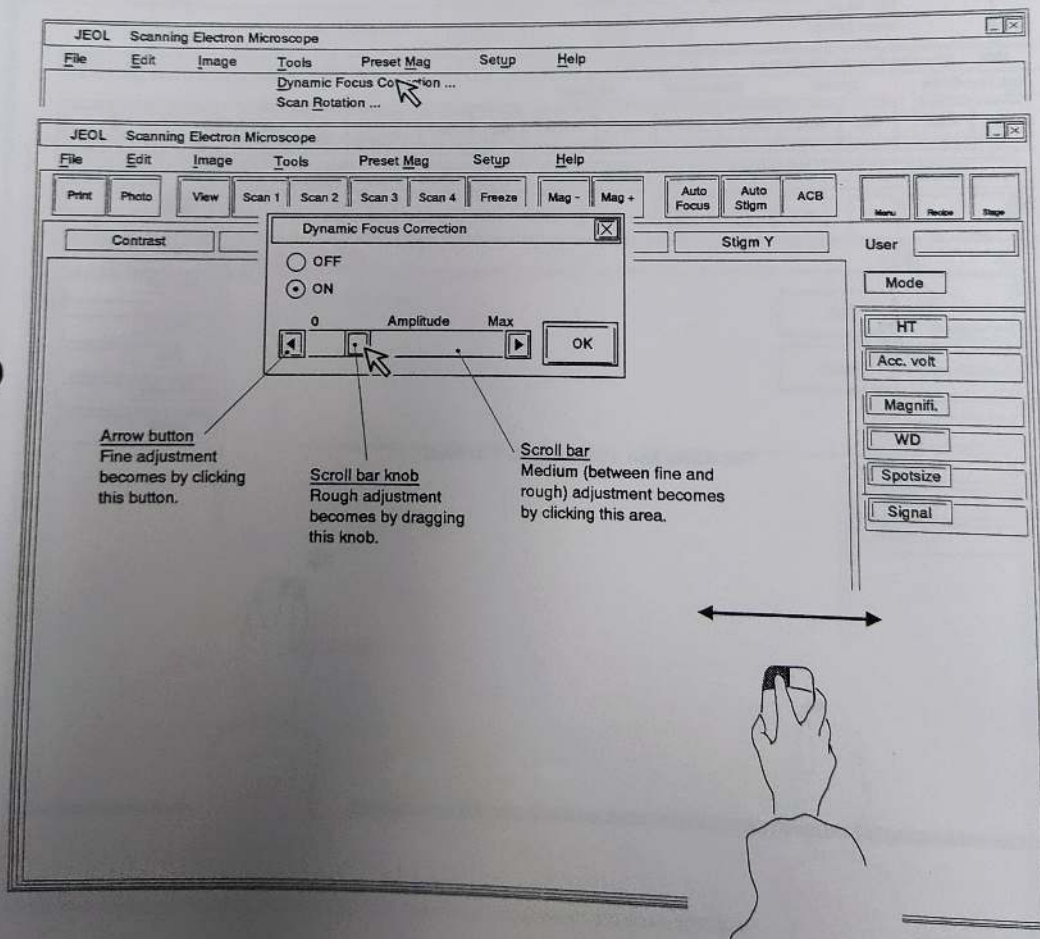 JEOL Scanning Electron Microscope
File Edit Image Tools Preset Mag Setup Help
Dynamic Focus Correction ...
Scan Rotation ...
JEOL Scanning Electron Microscope
File Edit Image Tools Preset Mag Setup Help
Print Photo View Scan 1 Scan 2 Scan 3 Scan 4 Freeze Mag - Mag + Auto Focus Auto Stigm ACB Menu Recipe Stage
Contrast Stigm Y User
Dynamic Focus Correction
OFF
ON
0 Amplitude Max
OK
Mode
HT
Acc. volt
Magnifi.
WD
Spotsize
Signal
Arrow button
Fine adjustment
becomes by clicking
this button.
Scroll bar knob
Rough adjustment
becomes by dragging
this knob.
Scroll bar
Medium (between fine and
rough) adjustment becomes
by clicking this area.